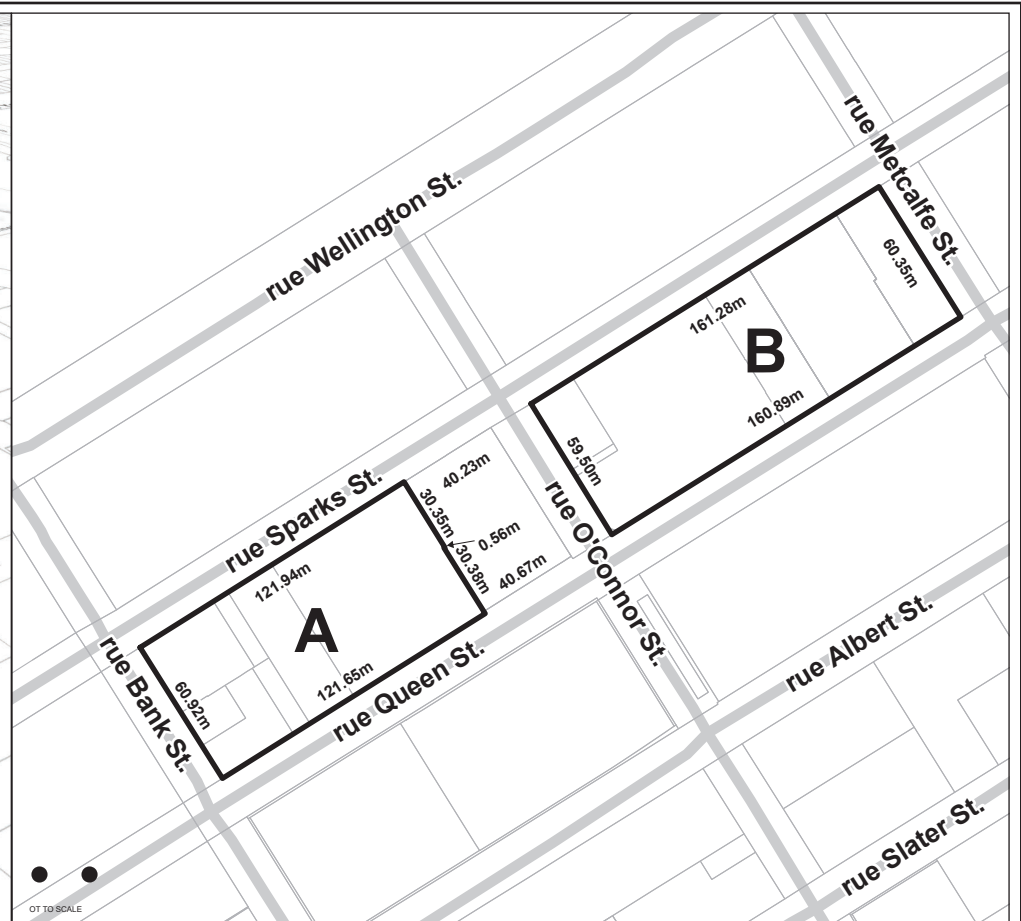 rue Metcalfe St.
rue Wellington St.
60.35m
161.28m
B
160.89m
59.50m
40.23m
rue Sparks St.
30.35m
0.56m
30.38m
40.67m
rue O'Connor St.
121.94m
A
121.65m
60.92m
rue Bank St.
rue Queen St.
rue Albert St.
rue Slater St.
OT TO SCALE